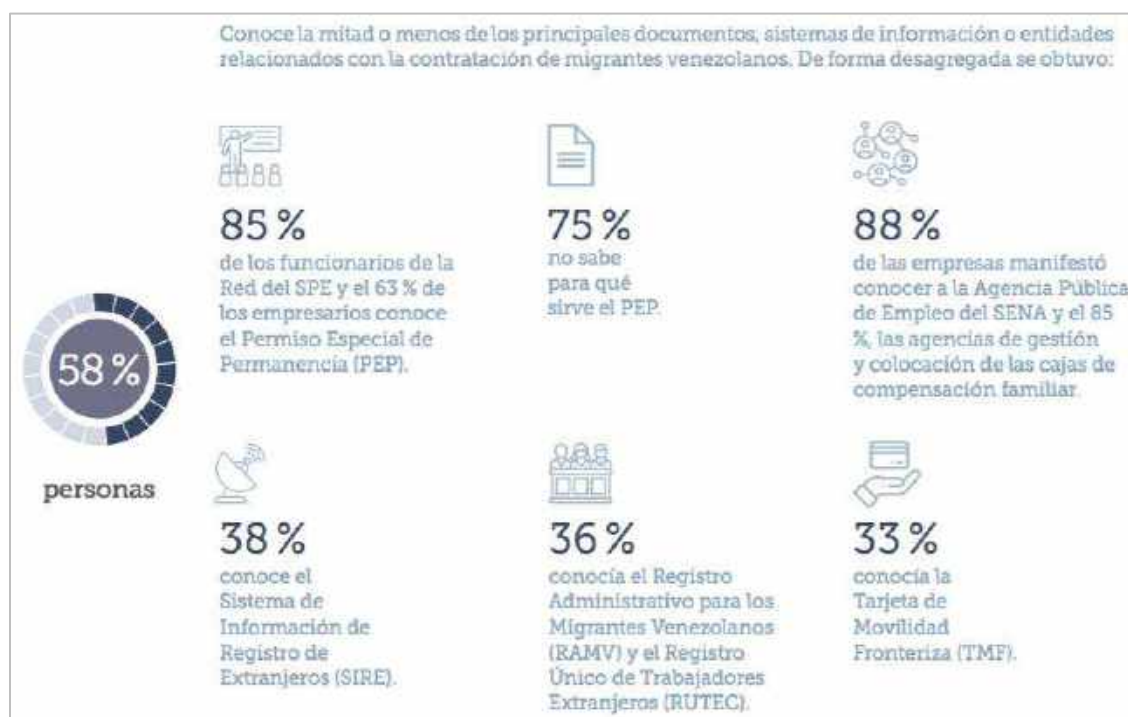 Conoce la mitad o menos de los principales documentos, sistemas de información o entidades
relacionados con la contratación de migrantes venezolanos. De forma desagregada se obtuvo:
58 %
personas
85 %
de los funcionarios de la
Red del SPE y el 63 % de
los empresarios conoce
el Permiso Especial de
Permanencia (PEP).
75 %
no sabe
para qué
sirve el PEP.
88 %
de las empresas manifestó
conocer a la Agencia Pública
de Empleo del SENA y el 85
%, las agencias de gestión
y colocación de las cajas de
compensación familiar.
38 %
conoce el
Sistema de
Información de
Registro de
Extranjeros (SIRE).
36 %
conocía el Registro
Administrativo para los
Migrantes Venezolanos
(RAMV) y el Registro
Único de Trabajadores
Extranjeros (RUTEC).
33 %
conocía la
Tarjeta de
Movilidad
Fronteriza (TMF).